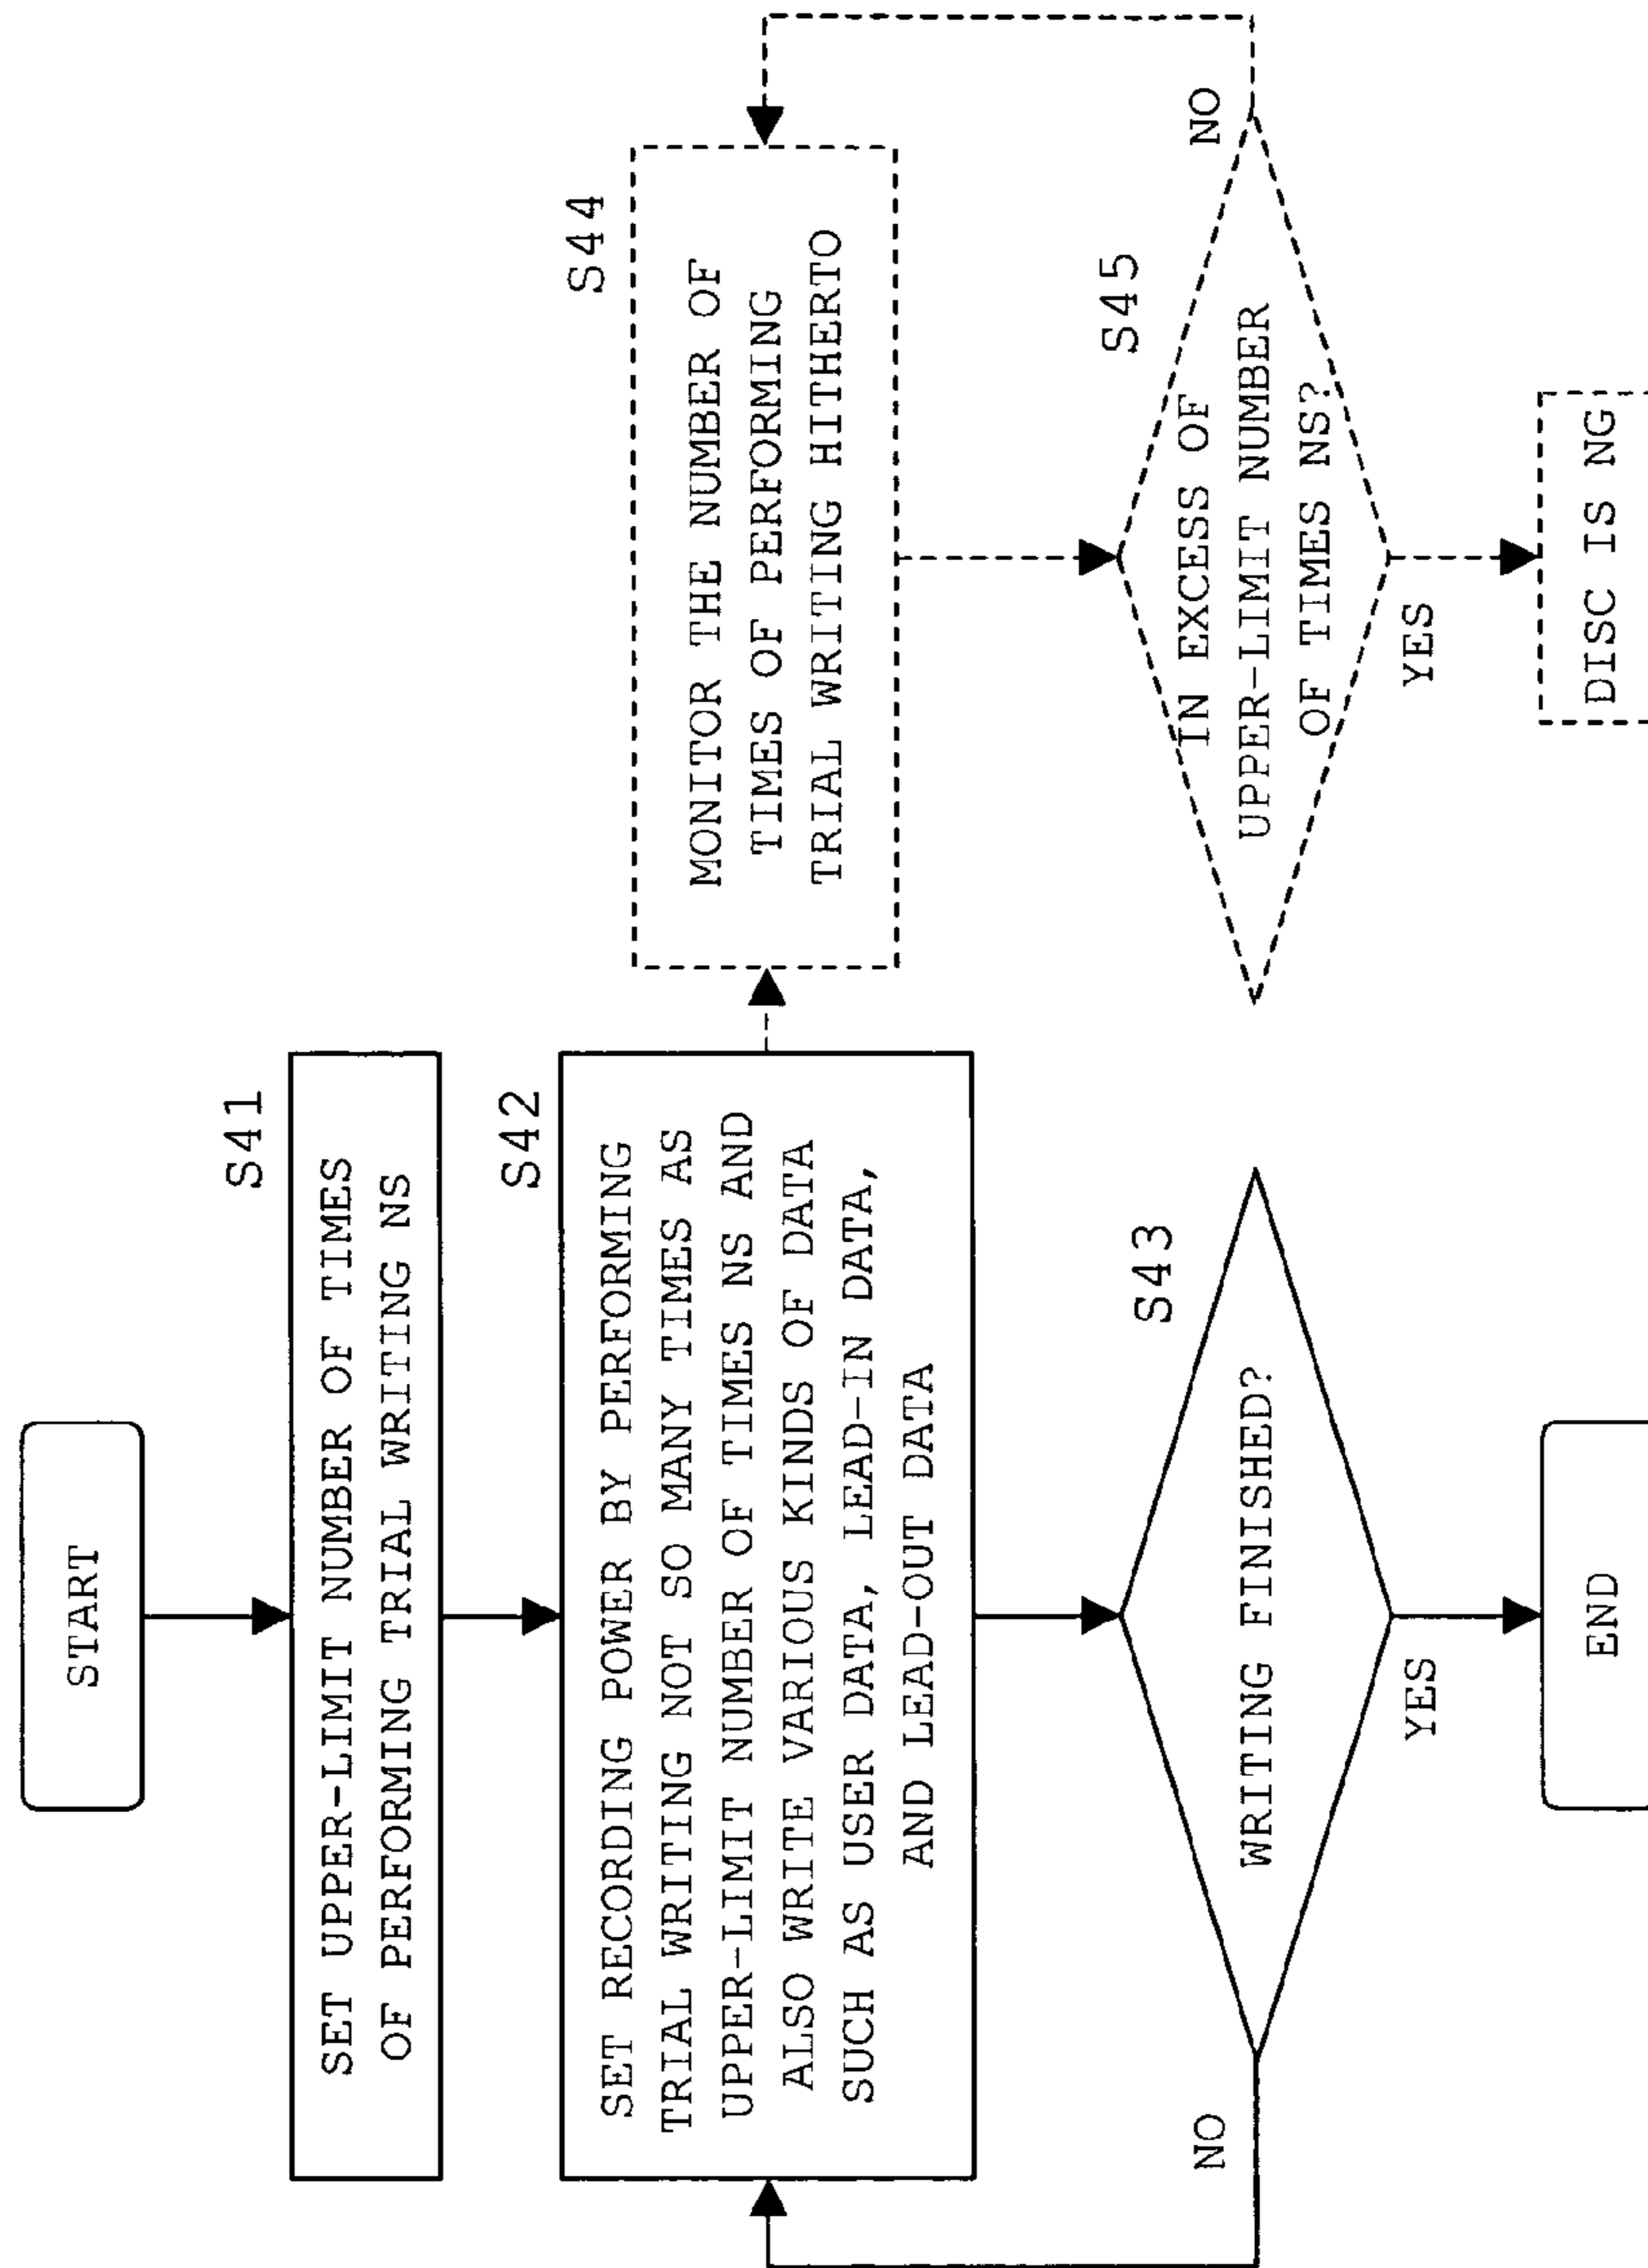 START
S41
SET UPPER-LIMIT NUMBER OF TIMES
OF PERFORMING TRIAL WRITING NS
S42
SET RECORDING POWER BY PERFORMING
TRIAL WRITING NOT SO MANY TIMES AS
UPPER-LIMIT NUMBER OF TIMES NS AND
ALSO WRITE VARIOUS KINDS OF DATA
SUCH AS USER DATA, LEAD-IN DATA,
AND LEAD-OUT DATA
S43
WRITING FINISHED?
NO
YES
END
S44
MONITOR THE NUMBER OF
TIMES OF PERFORMING
TRIAL WRITING HITHERTO
S45
IN EXCESS OF
UPPER-LIMIT NUMBER
OF TIMES NS?
NO
YES
DISC IS NG